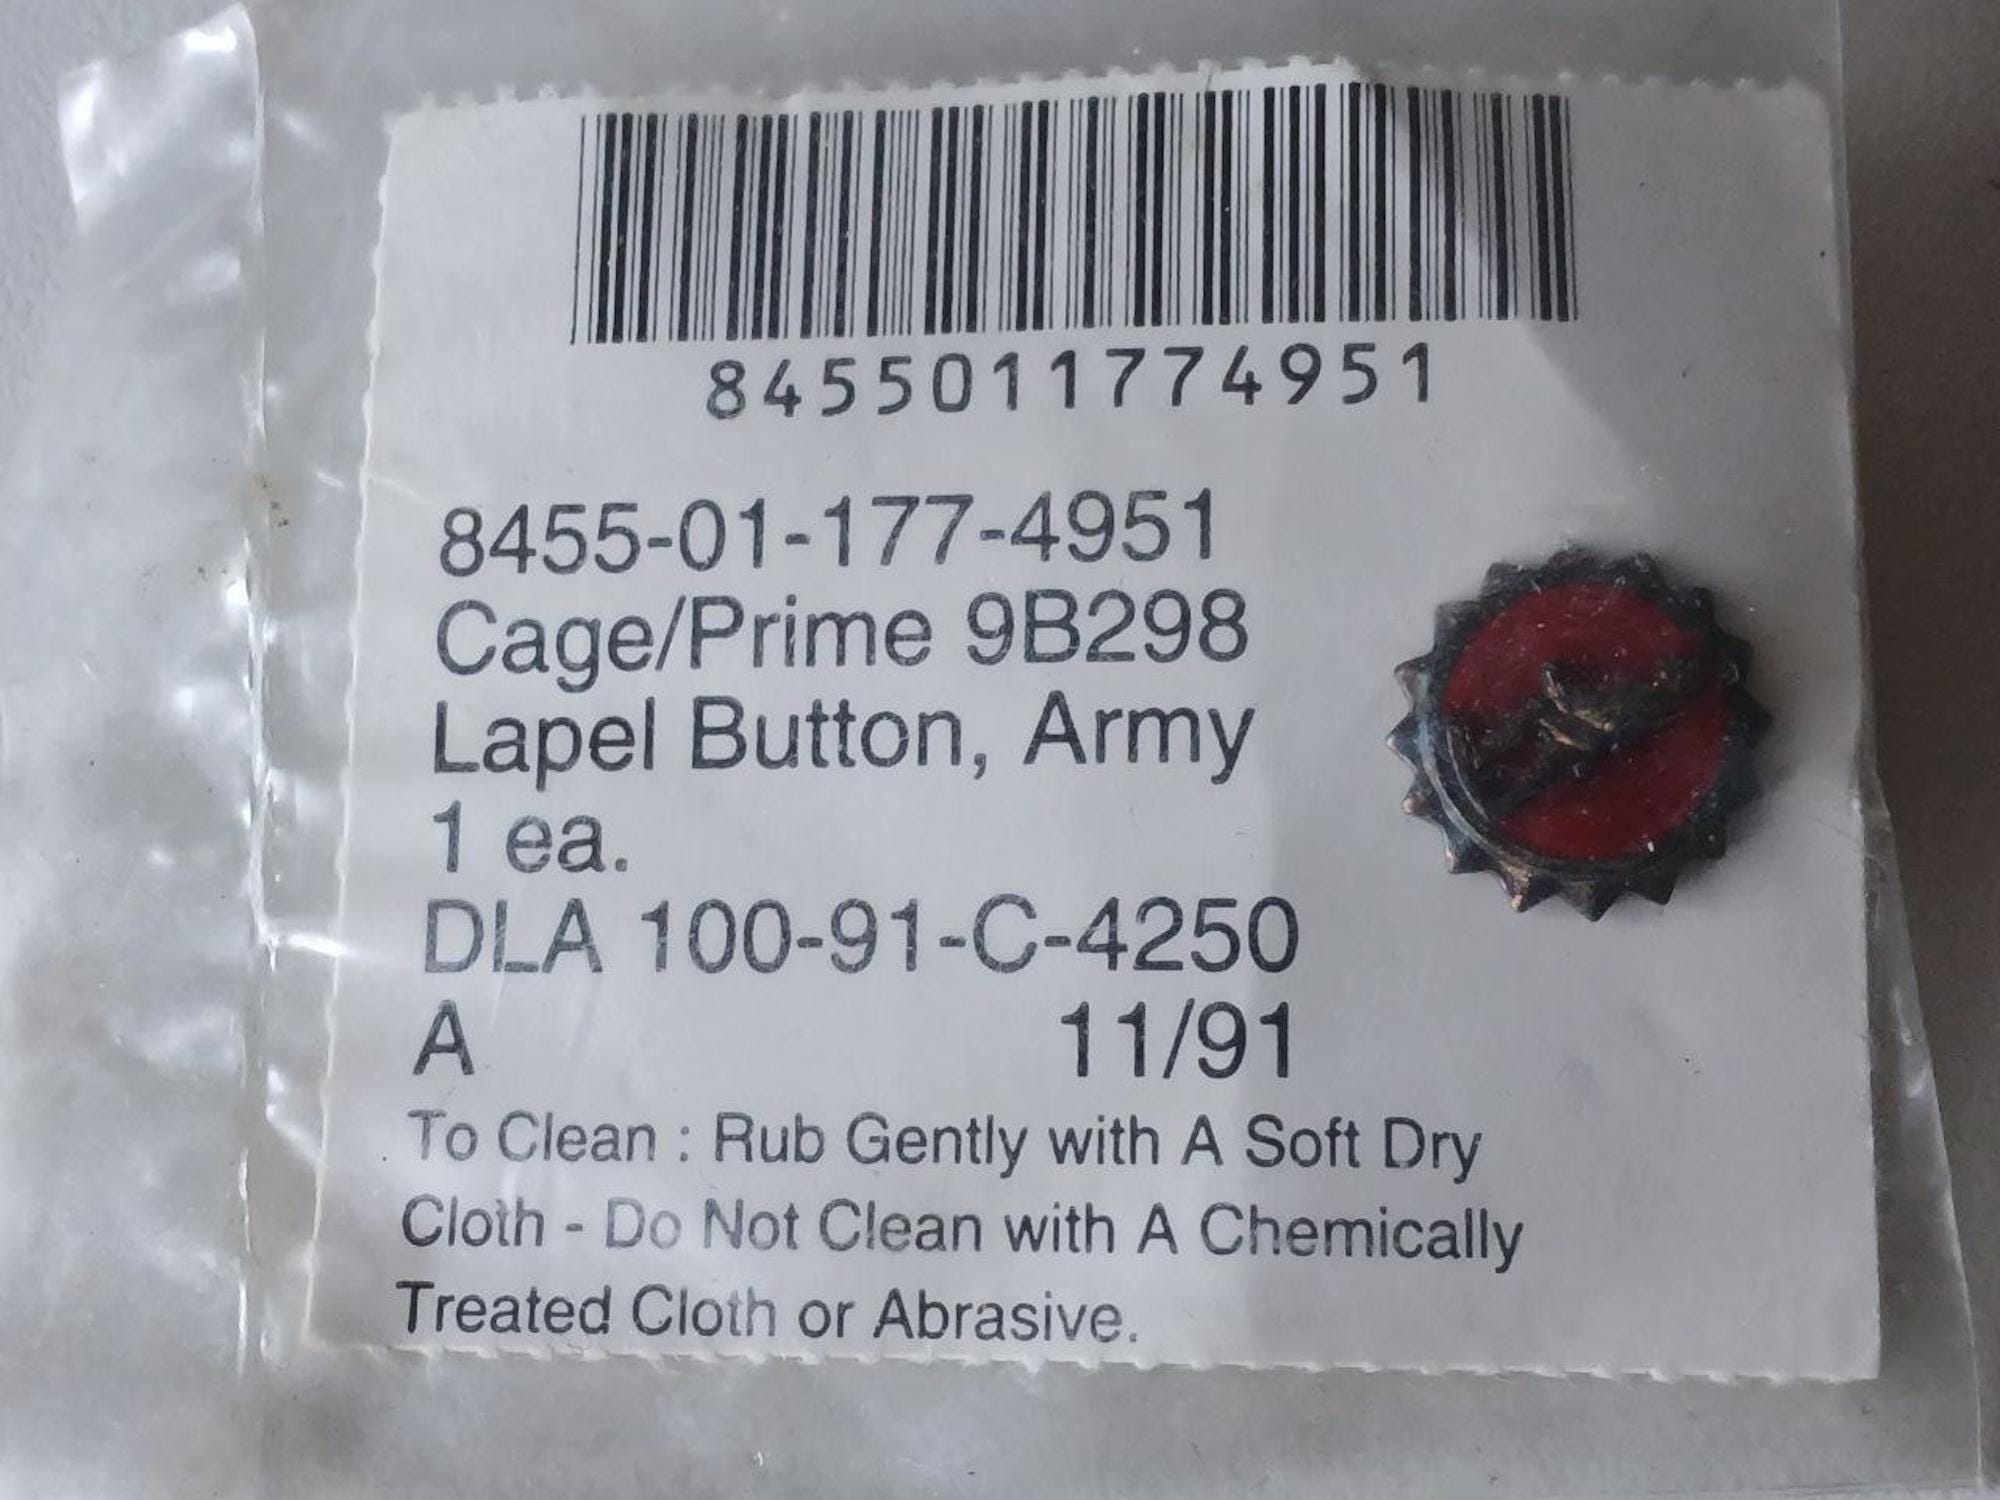 8455011774951
8455-01-177-4951
Cage/Prime 9B298
Lapel Button, Army
1 ea.
DLA 100-91-C-4250
A 11/91
To Clean : Rub Gently with A Soft Dry
Cloth - Do Not Clean with A Chemically
Treated Cloth or Abrasive.